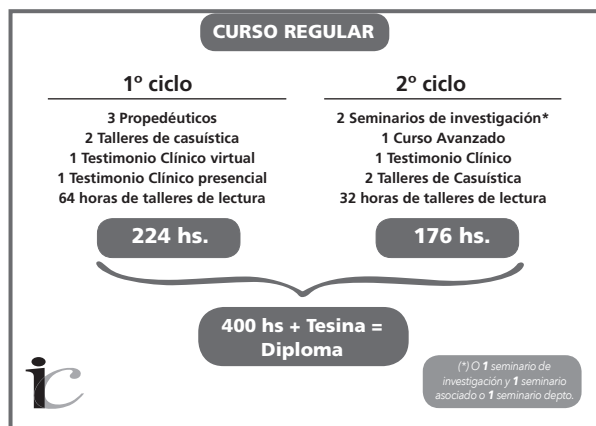 CURSO REGULAR
1º ciclo
3 Propedéuticos
2 Talleres de casuística
1 Testimonio Clínico virtual
1 Testimonio Clínico presencial
64 horas de talleres de lectura
224 hs.
2º ciclo
2 Seminarios de investigación*
1 Curso Avanzado
1 Testimonio Clínico
2 Talleres de Casuística
32 horas de talleres de lectura
176 hs.
400 hs + Tesina =
Diploma
ic
(*) O 1 seminario de
investigación y 1 seminario
asociado o 1 seminario depto.